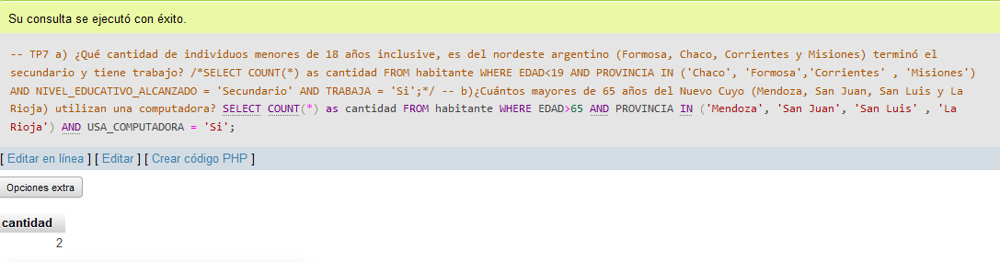 Su consulta se ejecutó con éxito.
-- TP7 a) ¿Qué cantidad de individuos menores de 18 años inclusive, es del nordeste argentino (Formosa, Chaco, Corrientes y Misiones) terminó el
secundario y tiene trabajo? /*SELECT COUNT(*) as cantidad FROM habitante WHERE EDAD<19 AND PROVINCIA IN ('Chaco', 'Formosa','Corrientes' , 'Misiones')
AND NIVEL_EDUCATIVO_ALCANZADO = 'Secundario' AND TRABAJA = 'Si';*/ -- b)¿Cuántos mayores de 65 años del Nuevo Cuyo (Mendoza, San Juan, San Luis y La
Rioja) utilizan una computadora? SELECT COUNT(*) as cantidad FROM habitante WHERE EDAD>65 AND PROVINCIA IN ('Mendoza', 'San Juan', 'San Luis' , 'La
Rioja') AND USA_COMPUTADORA = 'Si';
[ Editar en línea ] [ Editar ] [ Crear código PHP ]
Opciones extra
cantidad
2